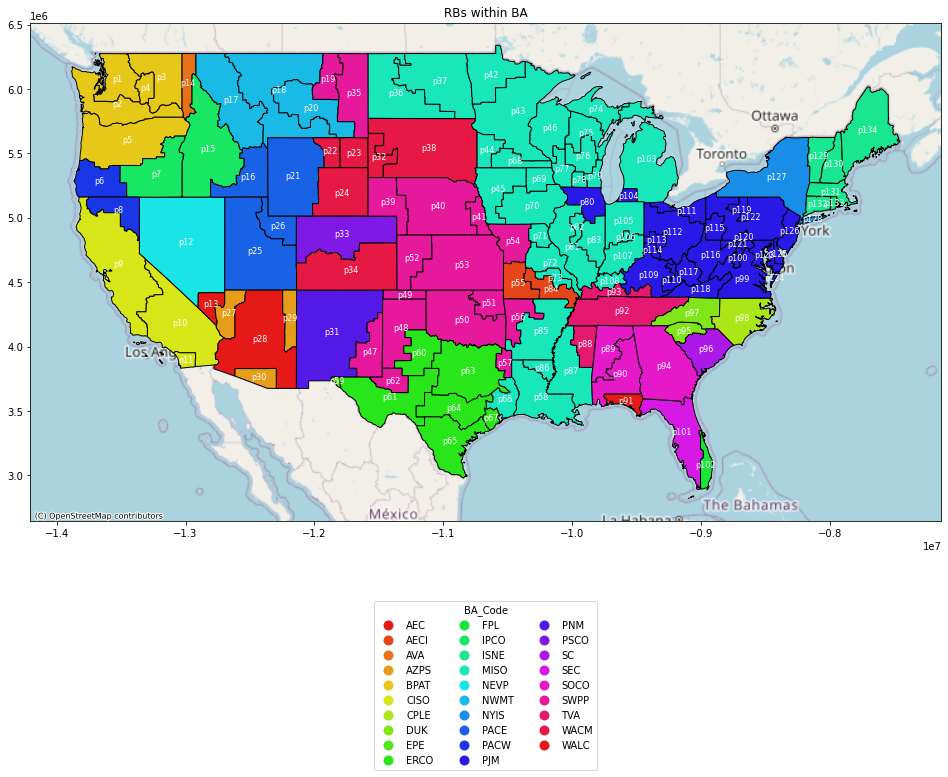 RBs within BA
1e6
6.5
6.0
5.5
5.0
4.5
4.0
3.5
3.0
Ottawa
Toronto
York
Los Ang
México
The Bahamas
La Habana
p1
p2
p3
p4
p5
p6
p7
p8
p9
p10
p11
p12
p13
p14
p15
p16
p17
p18
p19
p20
p21
p22
p23
p24
p25
p26
p27
p28
p29
p30
p31
p32
p33
p34
p35
p36
p37
p38
p39
p40
p41
p42
p43
p44
p45
p46
p47
p48
p49
p50
p51
p52
p53
p54
p55
p56
p57
p58
p59
p60
p61
p62
p63
p64
p65
p66
p67
p68
p69
p70
p71
p72
p73
p74
p75
p76
p77
p78
p79
p80
p82
p83
p84
p85
p86
p87
p88
p89
p90
p91
p92
p93
p94
p95
p96
p97
p98
p99
p100
p101
p102
p103
p104
p105
p106
p107
p108
p109
p110
p111
p112
p113
p114
p115
p116
p117
p118
p119
p120
p121
p122
p126
p127
p128
p129
p130
p131
p132
p134
(C) OpenStreetMap contributors
−1.4 −1.3 −1.2 −1.1 −1.0 −0.9 −0.8
1e7
BA_Code
AEC FPL PNM
AECI IPCO PSCO
AVA ISNE SC
AZPS MISO SEC
BPAT NEVP SOCO
CISO NWMT SWPP
CPLE NYIS TVA
DUK PACE WACM
EPE PACW WALC
ERCO PJM